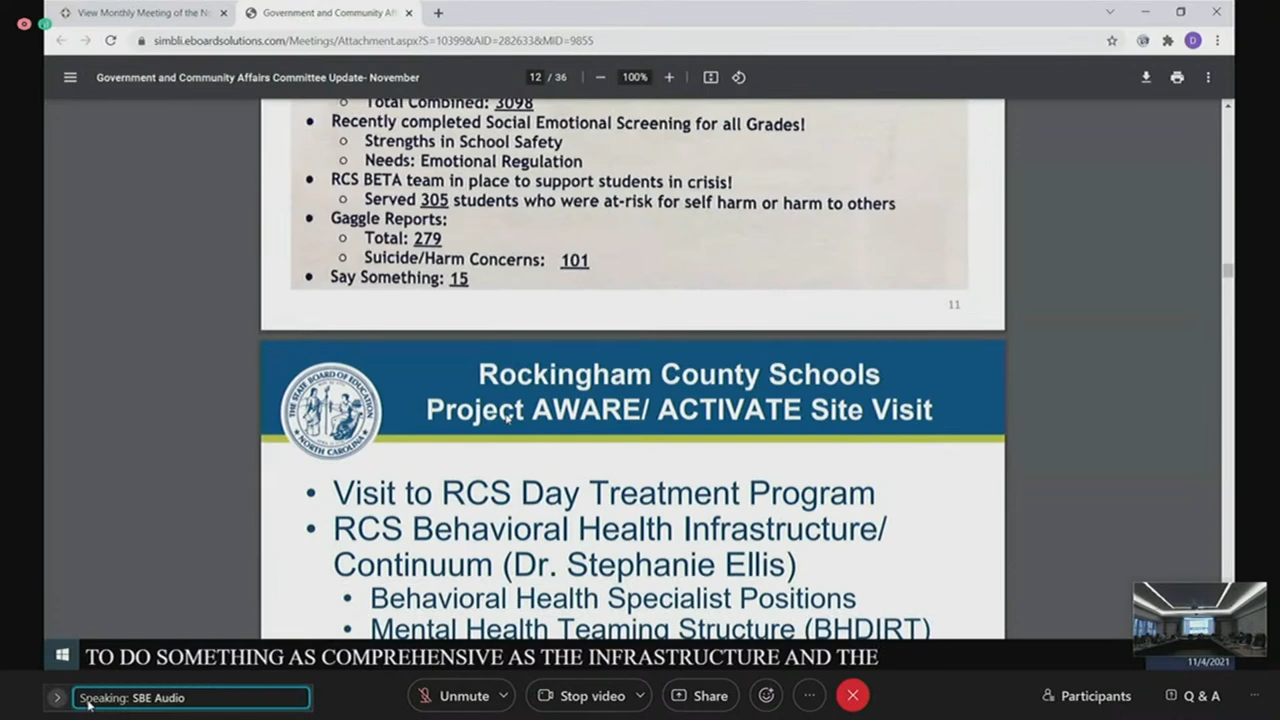 View Monthly Meeting of the N
Government and Community Af
simbli.eboardsolutions.com/Meetings/Attachment.aspx?S=10399&AID=282633&MID=9855
D
Government and Community Affairs Committee Update- November
12 / 36
100%
Total Combined: 3098
• Recently completed Social Emotional Screening for all Grades!
o Strengths in School Safety
o Needs: Emotional Regulation
• RCS BETA team in place to support students in crisis!
o Served 305 students who were at-risk for self harm or harm to others
• Gaggle Reports:
o Total: 279
o Suicide/Harm Concerns: 101
• Say Something: 15
11
THE STATE BOARD OF EDUCATION
NORTH CAROLINA
Rockingham County Schools
Project AWARE/ ACTIVATE Site Visit
• Visit to RCS Day Treatment Program
• RCS Behavioral Health Infrastructure/
Continuum (Dr. Stephanie Ellis)
• Behavioral Health Specialist Positions
• Mental Health Teaming Structure (BHDIRT)
TO DO SOMETHING AS COMPREHENSIVE AS THE INFRASTRUCTURE AND THE
11/4/2021
Speaking: SBE Audio
Unmute
Stop video
Share
Participants
Q & A